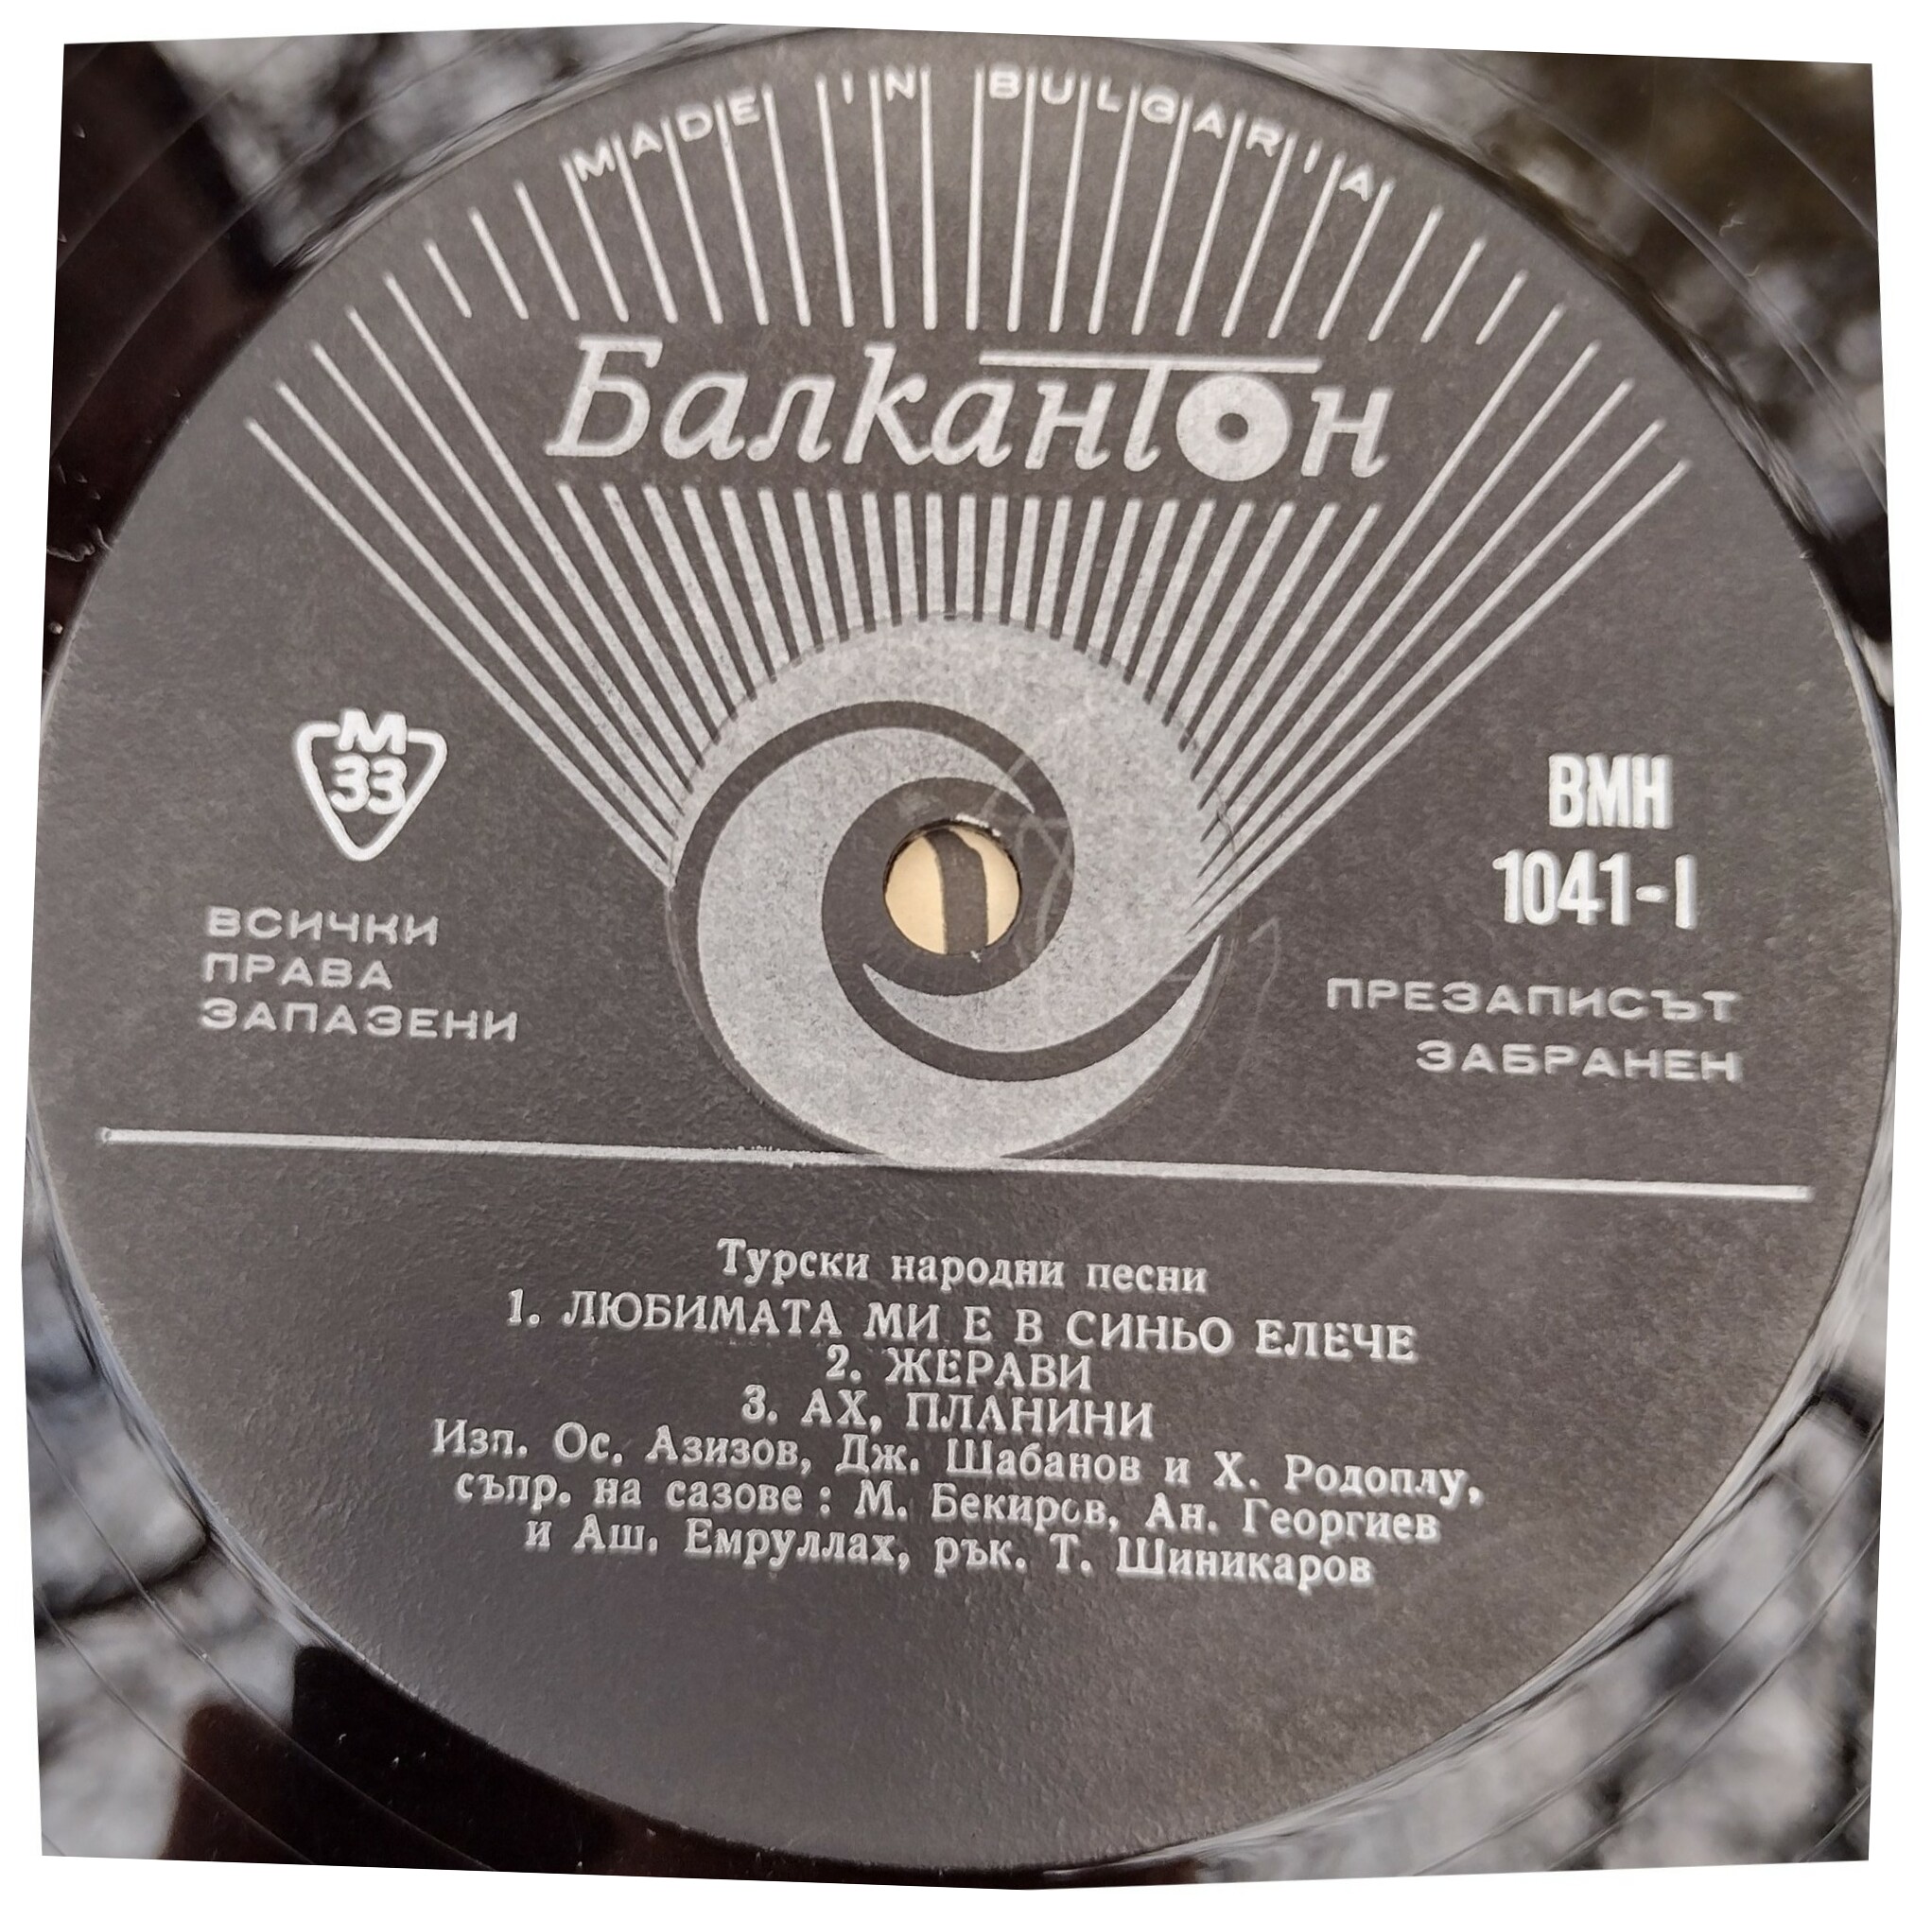 MADE IN BULGARIA
Балкантон
М
33
ВСИЧКИ
ПРАВА
ЗАПАЗЕНИ
ВМН
1041-I
ПРЕЗАПИСЪТ
ЗАБРАНЕН
Турски народни песни
1. ЛЮБИМАТА МИ Е В СИНЬО ЕЛЕЧЕ
2. ЖЕРАВИ
3. АХ, ПЛАНИНИ
Изп. Ос. Азизов, Дж. Шабанов и Х. Родоплу,
съпр. на сазове : М. Бекиров, Ан. Георгиев
и Аш. Емруллах, рък. Т. Шиникаров